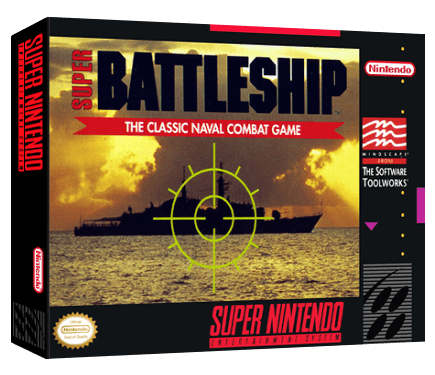 SUPER NINTENDO
Nintendo
SUPER
BATTLESHIP
THE CLASSIC NAVAL COMBAT GAME
Nintendo
MINDSCAPE
THE SOFTWARE
TOOLWORKS
Nintendo
SUPER NINTENDO
ENTERTAINMENT SYSTEM